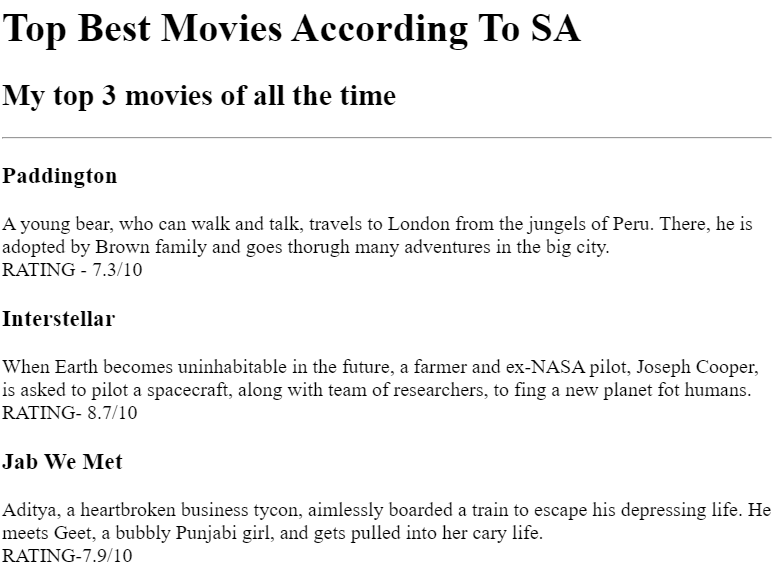 Top Best Movies According To SA
My top 3 movies of all the time
Paddington
A young bear, who can walk and talk, travels to London from the jungels of Peru. There, he is
adopted by Brown family and goes thorugh many adventures in the big city.
RATING - 7.3/10
Interstellar
When Earth becomes uninhabitable in the future, a farmer and ex-NASA pilot, Joseph Cooper,
is asked to pilot a spacecraft, along with team of researchers, to fing a new planet fot humans.
RATING- 8.7/10
Jab We Met
Aditya, a heartbroken business tycon, aimlessly boarded a train to escape his depressing life. He
meets Geet, a bubbly Punjabi girl, and gets pulled into her cary life.
RATING-7.9/10